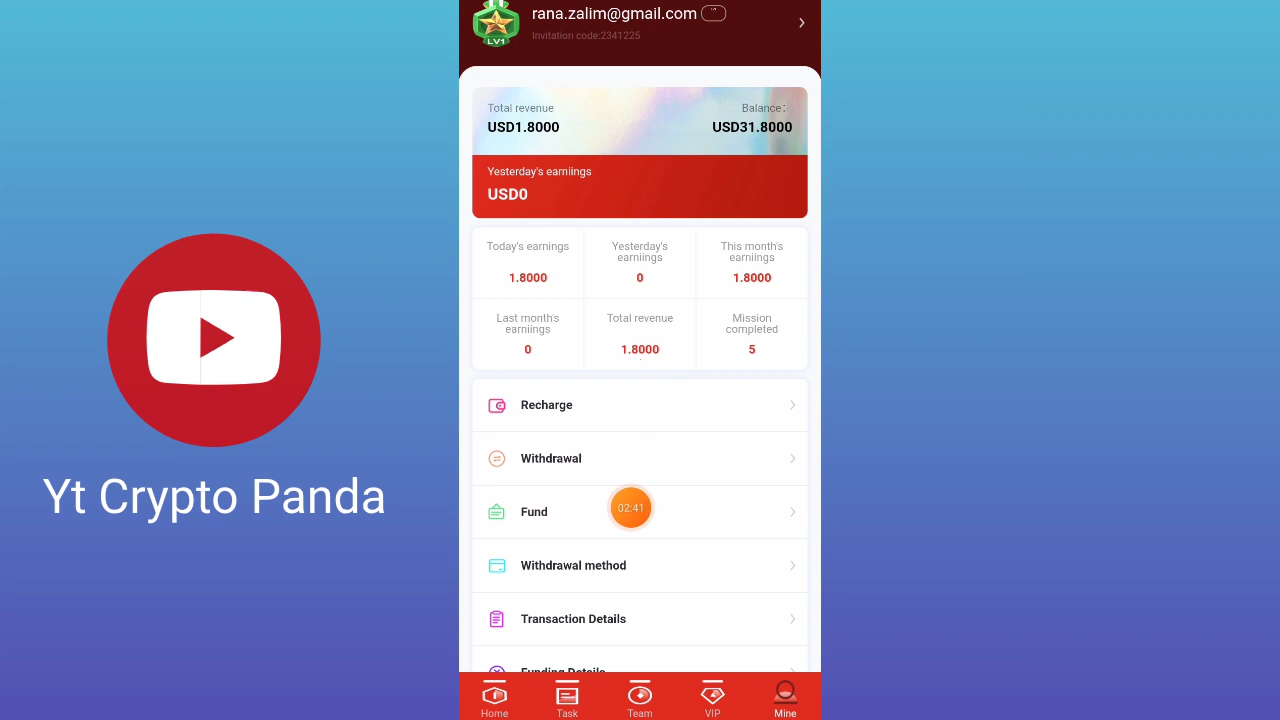 rana.zalim@gmail.com
Invitation code:2341225
Total revenue
Balance:
USD1.8000
USD31.8000
Yesterday's earniings
USD0
Today's earnings
Yesterday's
earniings
This month's
earniings
1.8000
0
1.8000
Last month's
earniings
Total revenue
Mission
completed
0
1.8000
5
Recharge
Withdrawal
Fund
02:41
Withdrawal method
Transaction Details
Funding Details
Home
Task
Team
VIP
Mine
LV1
Yt Crypto Panda